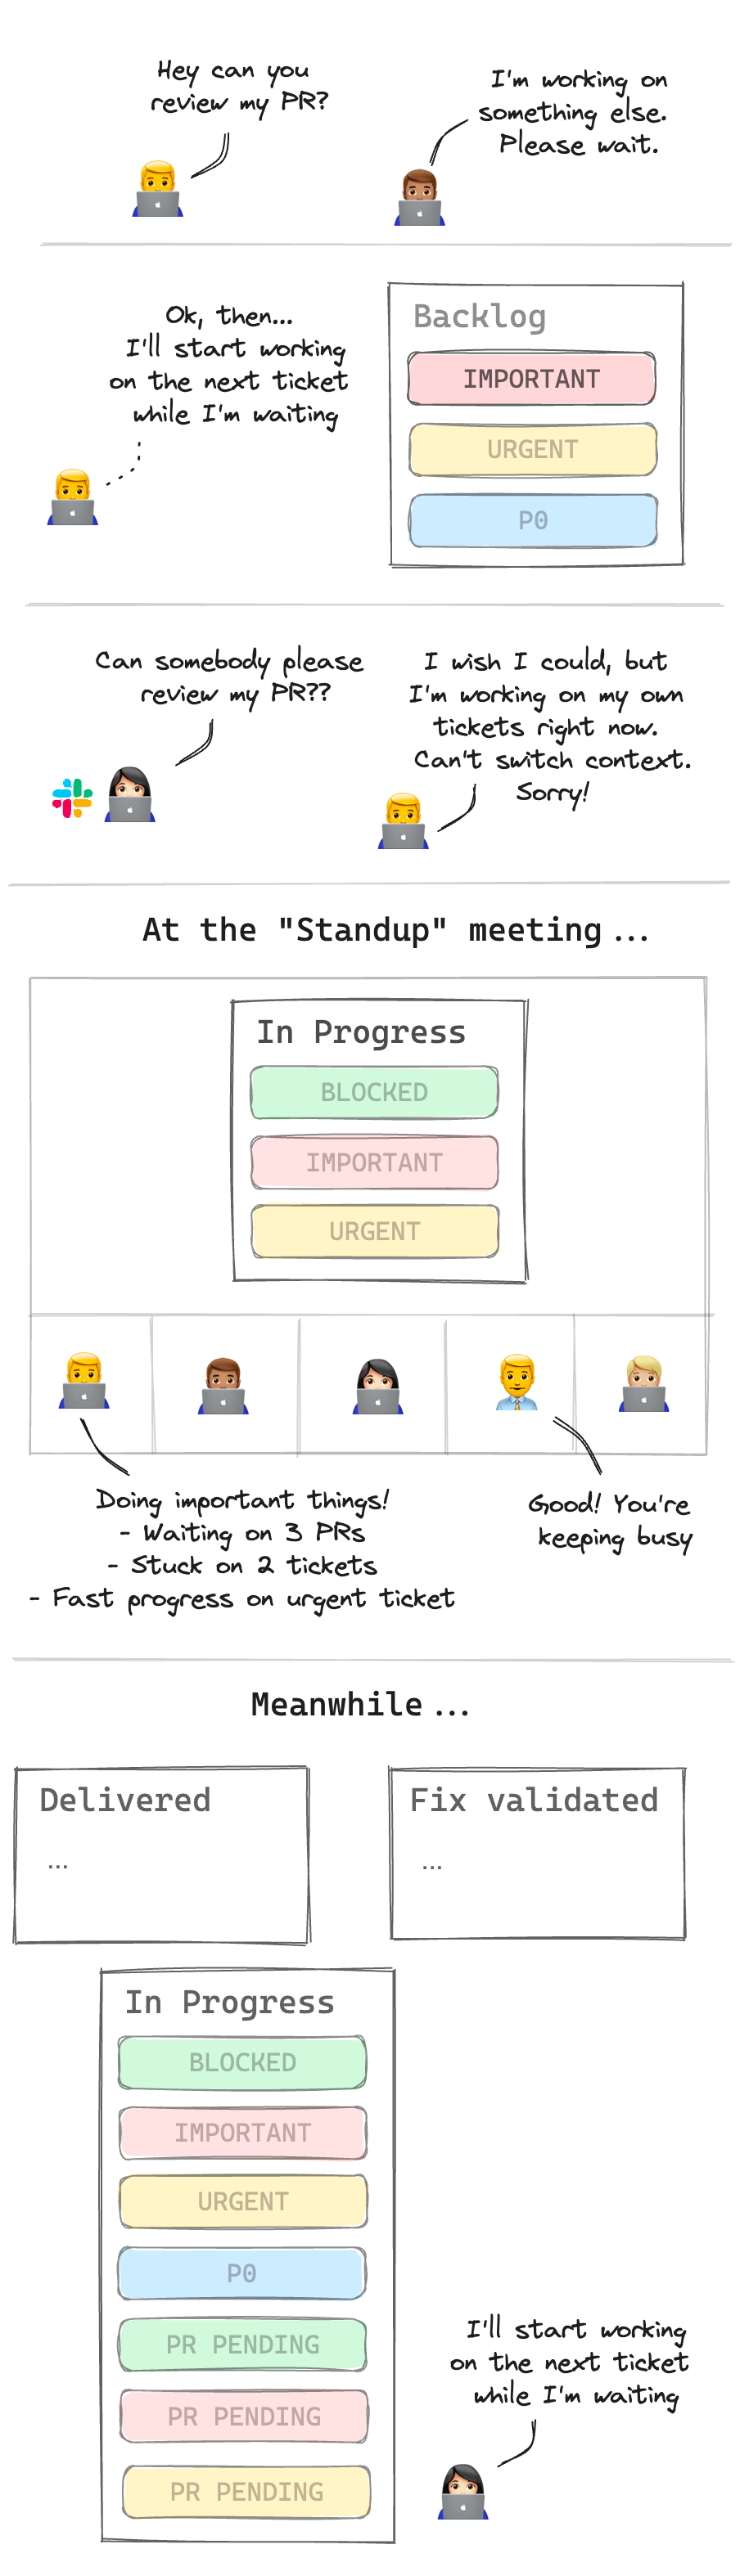 Hey can you
review my PR?
I'm working on
something else.
Please wait.
Ok, then...
I'll start working
on the next ticket
while I'm waiting
Backlog
IMPORTANT
URGENT
P0
Can somebody please
review my PR??
I wish I could, but
I'm working on my own
tickets right now.
Can't switch context.
Sorry!
At the "Standup" meeting...
In Progress
BLOCKED
IMPORTANT
URGENT
Doing important things!
- Waiting on 3 PRs
- Stuck on 2 tickets
- Fast progress on urgent ticket
Good! You're
keeping busy
Meanwhile...
Delivered
...
Fix validated
...
In Progress
BLOCKED
IMPORTANT
URGENT
P0
PR PENDING
PR PENDING
PR PENDING
I'll start working
on the next ticket
while I'm waiting